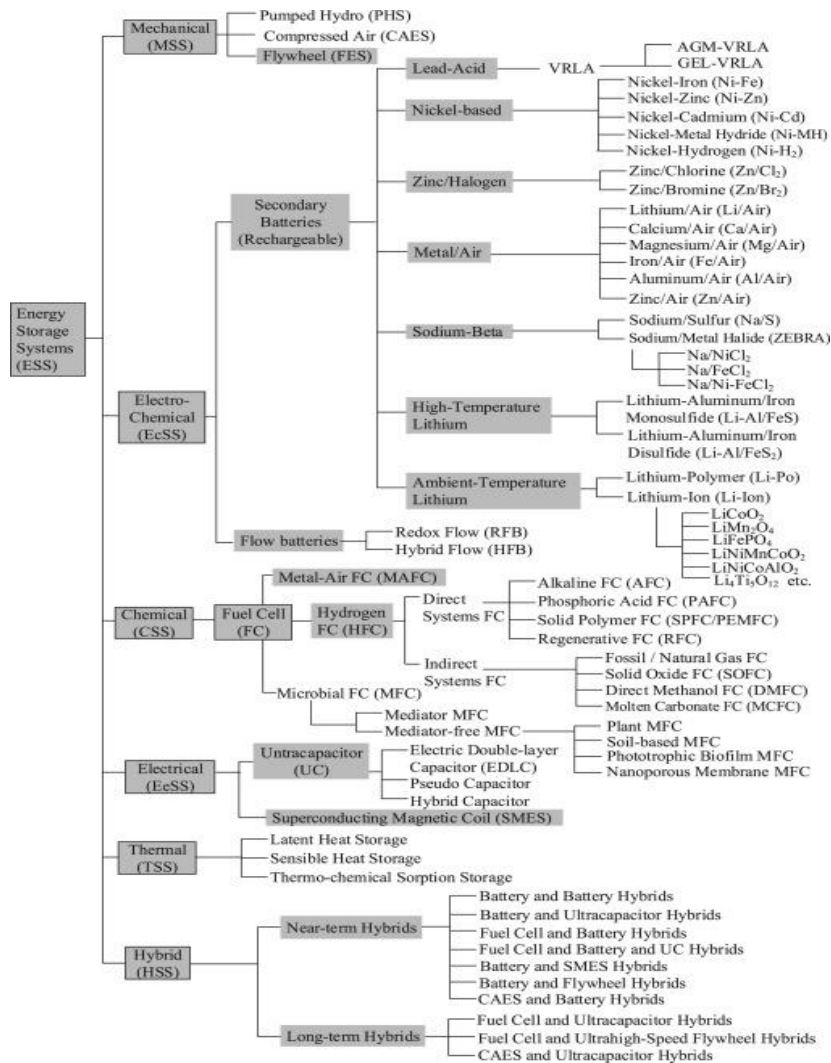 Mechanical
(MSS)
Pumped Hydro (PHS)
Compressed Air (CAES)
Flywheel (FES)
Energy
Storage
Systems
(ESS)
Electro-
Chemical
(EcSS)
Secondary
Batteries
(Rechargeable)
Lead-Acid
VRLA
AGM-VRLA
GEL-VRLA
Nickel-based
Nickel-Iron (Ni-Fe)
Nickel-Zinc (Ni-Zn)
Nickel-Cadmium (Ni-Cd)
Nickel-Metal Hydride (Ni-MH)
Nickel-Hydrogen (Ni-H₂)
Zinc/Halogen
Zinc/Chlorine (Zn/Cl₂)
Zinc/Bromine (Zn/Br₂)
Metal/Air
Lithium/Air (Li/Air)
Calcium/Air (Ca/Air)
Magnesium/Air (Mg/Air)
Iron/Air (Fe/Air)
Aluminum/Air (Al/Air)
Zinc/Air (Zn/Air)
Sodium-Beta
Sodium/Sulfur (Na/S)
Sodium/Metal Halide (ZEBRA)
Na/NiCl₂
Na/FeCl₂
Na/Ni-FeCl₂
High-Temperature
Lithium
Lithium-Aluminum/Iron
Monosulfide (Li-Al/FeS)
Lithium-Aluminum/Iron
Disulfide (Li-Al/FeS₂)
Ambient-Temperature
Lithium
Lithium-Polymer (Li-Po)
Lithium-Ion (Li-Ion)
LiCoO₂
LiMn₂O₄
LiFePO₄
LiNiMnCoO₂
LiNiCoAlO₂
Li₄Ti₅O₁₂ etc.
Flow batteries
Redox Flow (RFB)
Hybrid Flow (HFB)
Chemical
(CSS)
Fuel Cell
(FC)
Metal-Air FC (MAFC)
Hydrogen
FC (HFC)
Direct
Systems FC
Alkaline FC (AFC)
Phosphoric Acid FC (PAFC)
Solid Polymer FC (SPFC/PEMFC)
Regenerative FC (RFC)
Indirect
Systems FC
Fossil / Natural Gas FC
Solid Oxide FC (SOFC)
Direct Methanol FC (DMFC)
Molten Carbonate FC (MCFC)
Microbial FC (MFC)
Mediator MFC
Mediator-free MFC
Plant MFC
Soil-based MFC
Phototrophic Biofilm MFC
Nanoporous Membrane MFC
Electrical
(EeSS)
Untracapacitor
(UC)
Electric Double-layer
Capacitor (EDLC)
Pseudo Capacitor
Hybrid Capacitor
Superconducting Magnetic Coil (SMES)
Thermal
(TSS)
Latent Heat Storage
Sensible Heat Storage
Thermo-chemical Sorption Storage
Hybrid
(HSS)
Near-term Hybrids
Battery and Battery Hybrids
Battery and Ultracapacitor Hybrids
Fuel Cell and Battery Hybrids
Fuel Cell and Battery and UC Hybrids
Battery and SMES Hybrids
Battery and Flywheel Hybrids
CAES and Battery Hybrids
Long-term Hybrids
Fuel Cell and Ultracapacitor Hybrids
Fuel Cell and Ultrahigh-Speed Flywheel Hybrids
CAES and Ultracapacitor Hybrids